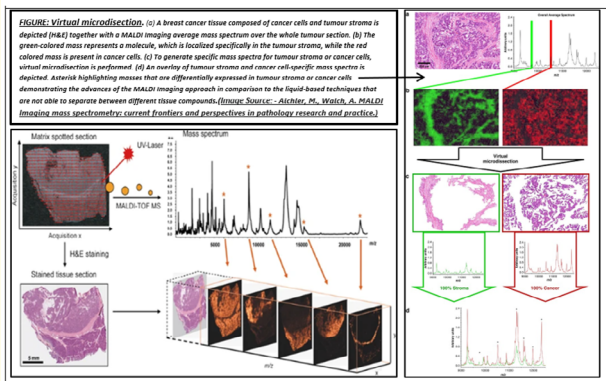 FIGURE: Virtual microdisection. (a) A breast cancer tissue composed of cancer cells and tumour stroma is
depicted (H&E) together with a MALDI Imaging average mass spectrum over the whole tumour section. (b) The
green-colored mass represents a molecule, which is localized specifically in the tumour stroma, while the red
colored mass is present in cancer cells. (c) To generate specific mass spectra for tumour stroma or cancer cells,
virtual microdisection is performed. (d) An overlay of tumour stroma and cancer cell-specific mass spectra is
depicted. Asterisk highlighting masses that are differentially expressed in tumour stroma or cancer cells
demonstrating the advances of the MALDI Imaging approach in comparison to the liquid-based techniques that
are not able to separate between different tissue compounds.(Image Source: - Aichler, M., Walch, A. MALDI
Imaging mass spectrometry: current frontiers and perspectives in pathology research and practice.)
Matrix spotted section
UV-Laser
Acquisition y
Acquisition x
MALDI-TOF MS
Mass spectrum
5000 10000 15000 20000
m/z
H&E staining
Stained tissue section
5 mm
m/z
x
a
Overall Average Spectrum
b
Virtual
microdissection
c
100% Stroma
100% Cancer
d